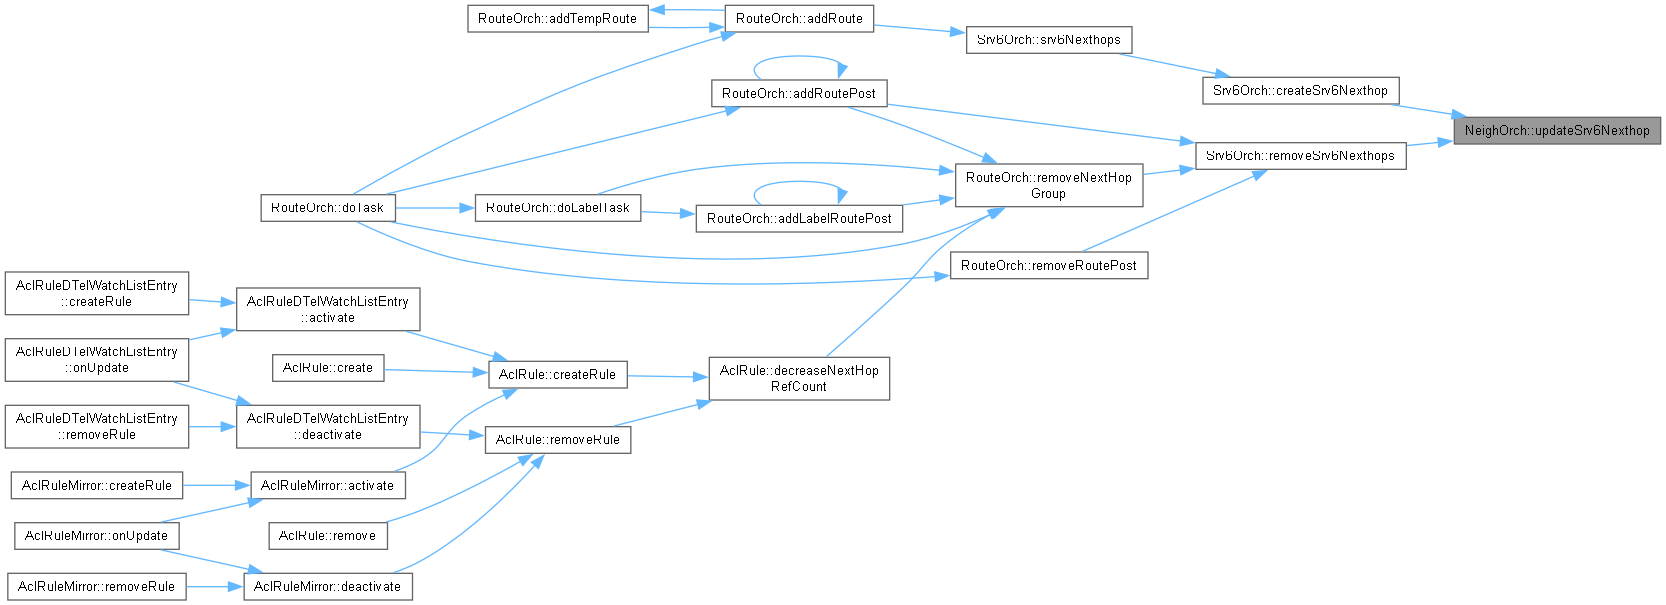 RouteOrch::addTempRoute
RouteOrch::addRoute
Srv6Orch::srv6Nexthops
RouteOrch::addRoutePost
Srv6Orch::createSrv6Nexthop
NeighOrch::updateSrv6Nexthop
Srv6Orch::removeSrv6Nexthops
RouteOrch::removeNextHop
Group
RouteOrch::doTask
RouteOrch::doLabelTask
RouteOrch::addLabelRoutePost
RouteOrch::removeRoutePost
AclRuleDTelWatchListEntry
::createRule
AclRuleDTelWatchListEntry
::activate
AclRuleDTelWatchListEntry
::onUpdate
AclRule::create
AclRule::createRule
AclRule::decreaseNextHop
RefCount
AclRuleDTelWatchListEntry
::removeRule
AclRuleDTelWatchListEntry
::deactivate
AclRule::removeRule
AclRuleMirror::createRule
AclRuleMirror::activate
AclRuleMirror::onUpdate
AclRule::remove
AclRuleMirror::removeRule
AclRuleMirror::deactivate